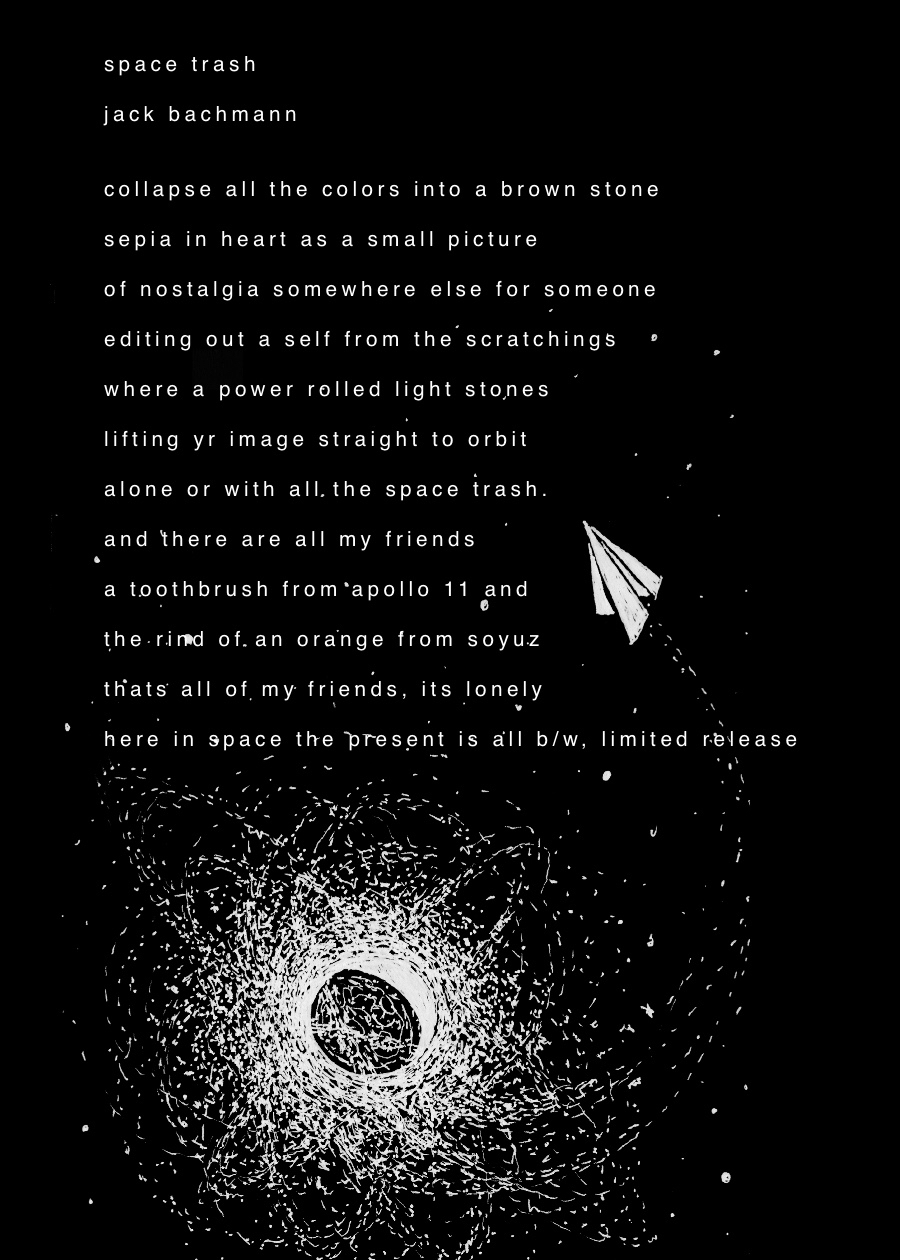 space trash
jack bachmann
collapse all the colors into a brown stone
sepia in heart as a small picture
of nostalgia somewhere else for someone
editing out a self from the scratchings
where a power rolled light stones
lifting yr image straight to orbit
alone or with all the space trash.
and there are all my friends
a toothbrush from apollo 11 and
the rind of an orange from soyuz
thats all of my friends, its lonely
here in space the present is all b/w, limited release